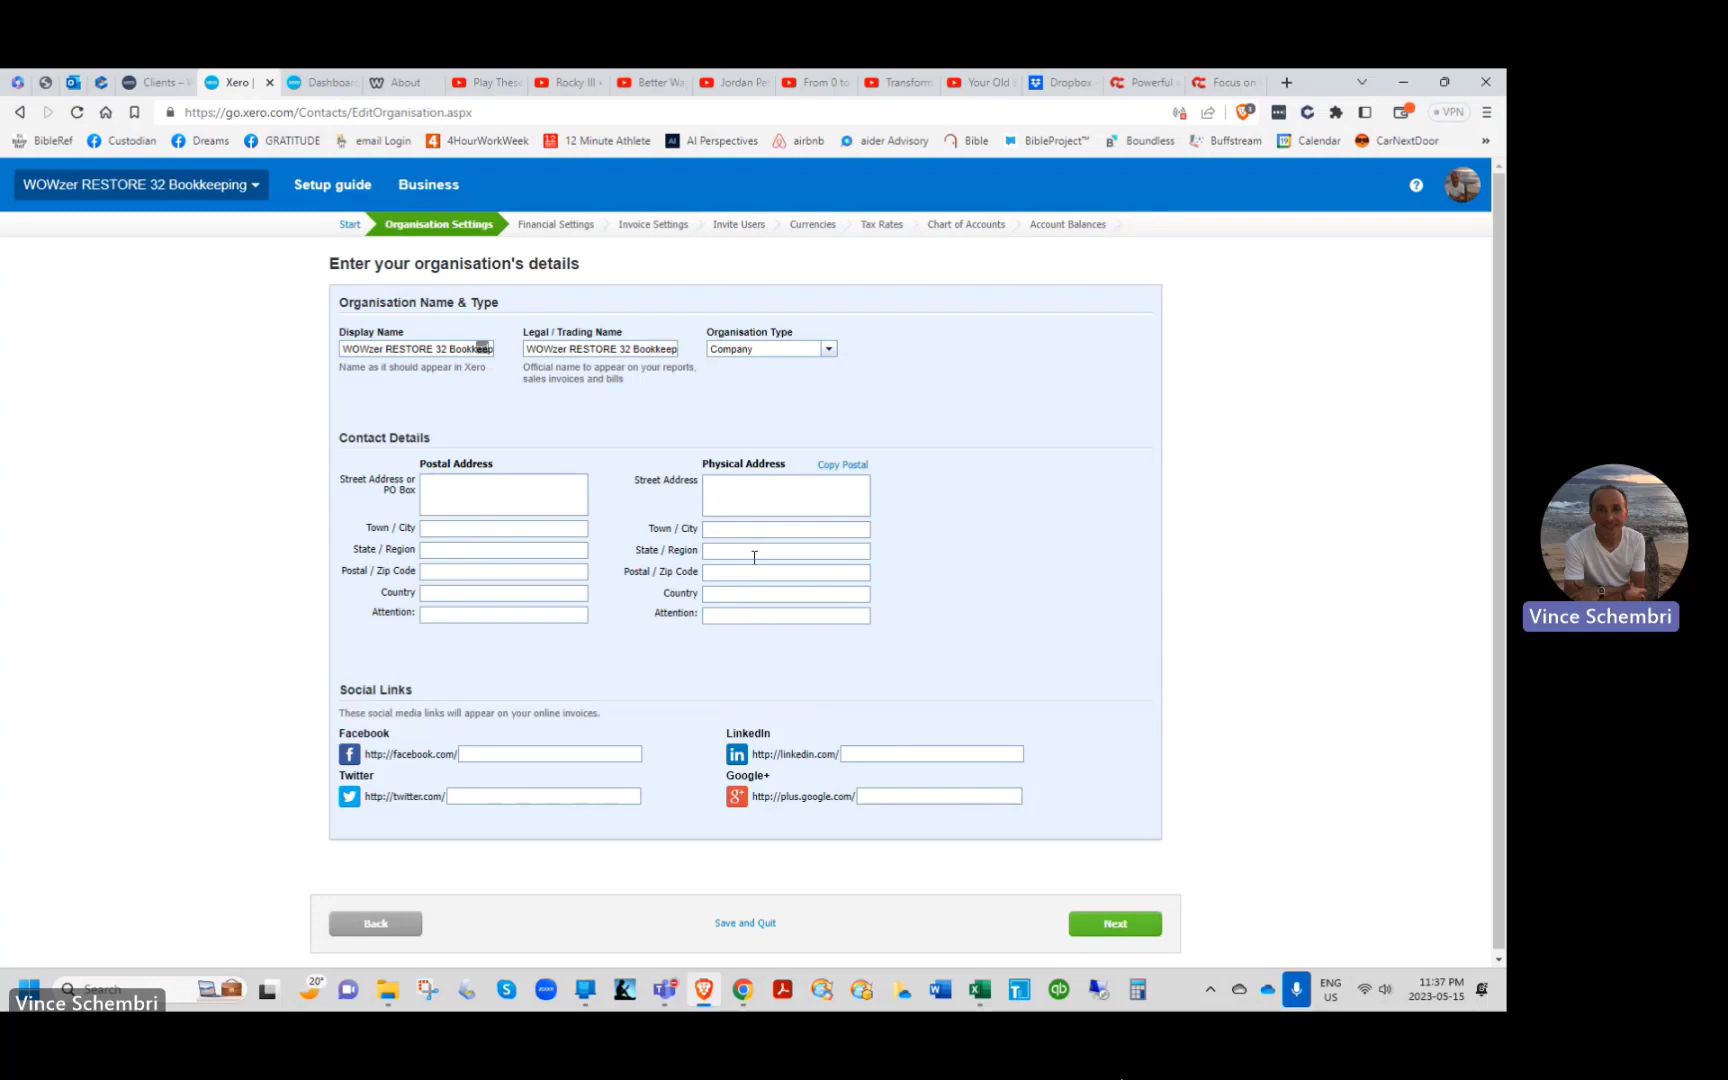 Clients –
Xero |
Dashboar
About
Play These
Rocky III
Better Wa
Jordan Pe
From 0 to
Transform
Your Old
Dropbox
Powerful
Focus on
https://go.xero.com/Contacts/EditOrganisation.aspx
VPN
BibleRef
Custodian
Dreams
GRATITUDE
email Login
4HourWorkWeek
12 Minute Athlete
AI Perspectives
airbnb
aider Advisory
Bible
BibleProject™
Boundless
Buffstream
Calendar
CarNextDoor
»
WOWzer RESTORE 32 Bookkeeping
Setup guide
Business
Start
Organisation Settings
Financial Settings
Invoice Settings
Invite Users
Currencies
Tax Rates
Chart of Accounts
Account Balances
Enter your organisation's details
Organisation Name & Type
Display Name
Legal / Trading Name
Organisation Type
WOWzer RESTORE 32 Bookkeep
WOWzer RESTORE 32 Bookkeep
Company
Name as it should appear in Xero
Official name to appear on your reports,
sales invoices and bills
Contact Details
Postal Address
Physical Address
Copy Postal
Street Address or
PO Box
Street Address
Town / City
Town / City
State / Region
State / Region
Postal / Zip Code
Postal / Zip Code
Country
Country
Attention:
Attention:
Social Links
These social media links will appear on your online invoices.
Facebook
LinkedIn
http://facebook.com/
http://linkedin.com/
Twitter
Google+
http://twitter.com/
http://plus.google.com/
Back
Save and Quit
Next
Vince Schembri
Search
20°
ENG
US
11:37 PM
2023-05-15
Vince Schembri